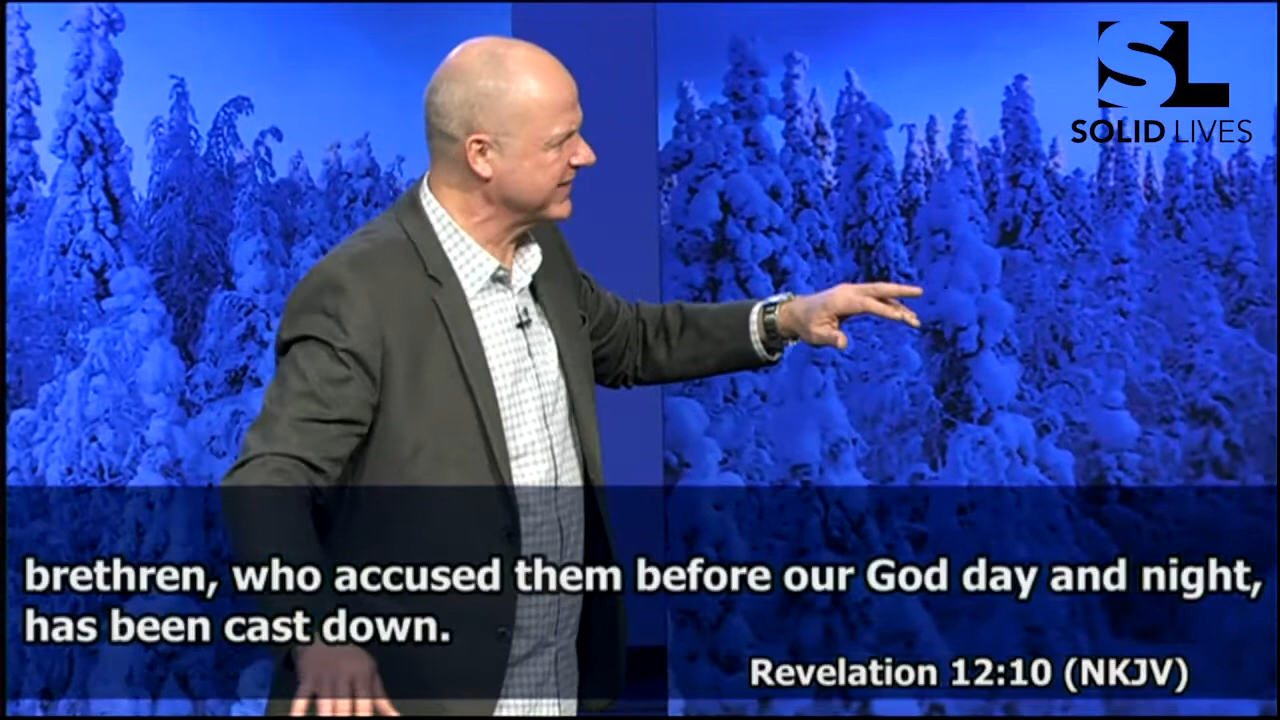 SL
SOLID LIVES
brethren, who accused them before our God day and night,
has been cast down.
Revelation 12:10 (NKJV)